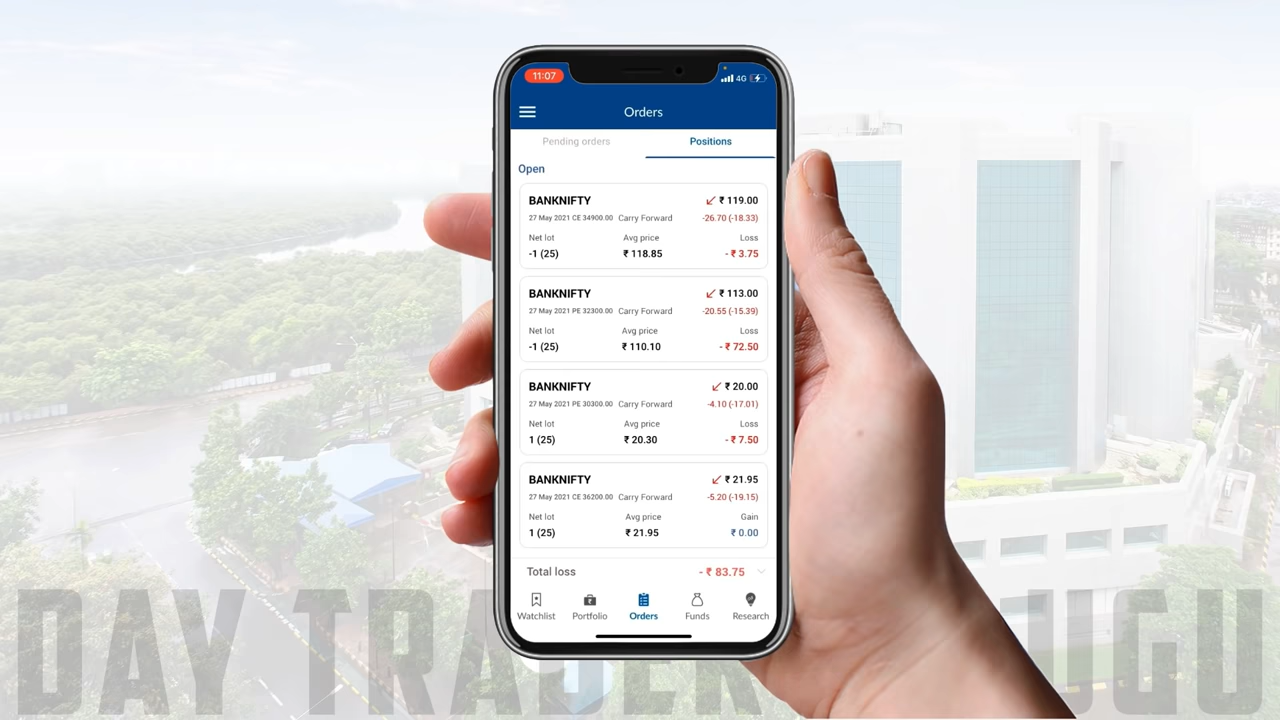 11:07
4G
Orders
Pending orders Positions
Open
BANKNIFTY ₹ 119.00
27 May 2021 CE 34900.00 Carry Forward -26.70 (-18.33)
Net lot Avg price Loss
-1 (25) ₹ 118.85 - ₹ 3.75
BANKNIFTY ₹ 113.00
27 May 2021 PE 32300.00 Carry Forward -20.55 (-15.39)
Net lot Avg price Loss
-1 (25) ₹ 110.10 - ₹ 72.50
BANKNIFTY ₹ 20.00
27 May 2021 PE 30300.00 Carry Forward -4.10 (-17.01)
Net lot Avg price Loss
1 (25) ₹ 20.30 - ₹ 7.50
BANKNIFTY ₹ 21.95
27 May 2021 CE 36200.00 Carry Forward -5.20 (-19.15)
Net lot Avg price Gain
1 (25) ₹ 21.95 ₹ 0.00
Total loss - ₹ 83.75
Watchlist Portfolio Orders Funds Research
DAY TRADER UGU